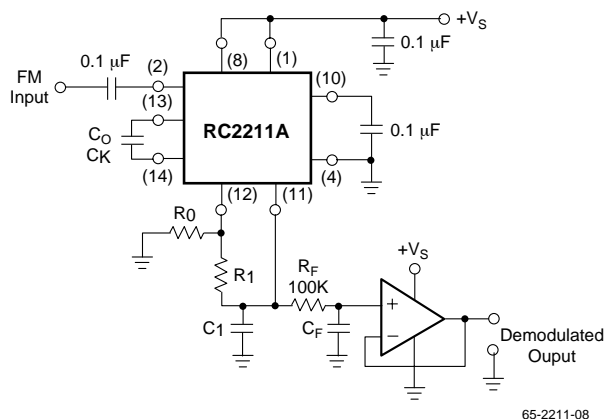 +VS
0.1 μF
(8)
(1)
0.1 μF
(2)
(10)
FM
Input
(13)
CO
CK
RC2211A
0.1 μF
(14)
(4)
(12)
(11)
R0
R1
RF
100K
+VS
C1
CF
+
−
Demodulated
Ouput
65-2211-08